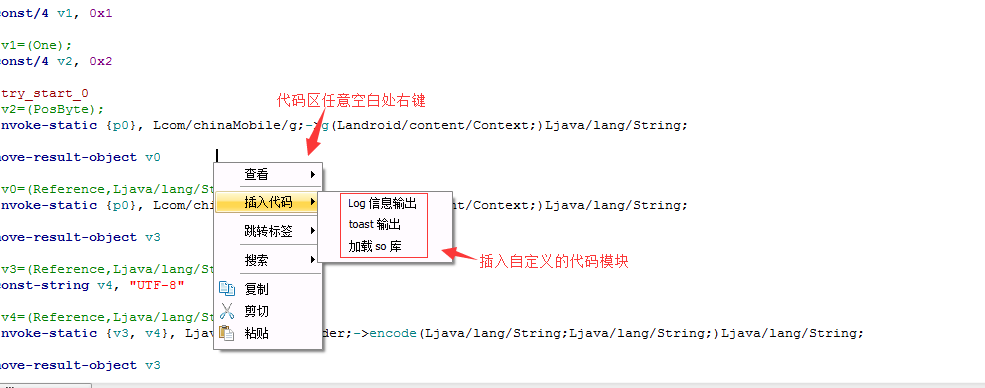 const/4 v1, 0x1
v1=(One);
const/4 v2, 0x2
try_start_0
v2=(PosByte);
代码区任意空白处右键
nvoke-static {p0}, Lcom/chinaMobile/g;->g(Landroid/content/Context;)Ljava/lang/String;
ove-result-object v0
查看
v0=(Reference,Ljava/lang/St
插入代码
Log 信息输出
nvoke-static {p0}, Lcom/chi
ntent/Context;)Ljava/lang/String;
toast 输出
跳转标签
ove-result-object v3
加载 so 库
搜索
插入自定义的代码模块
v3=(Reference,Ljava/lang/St
const-string v4, "UTF-8"
复制
剪切
v4=(Reference,Ljava/lang/St
nvoke-static {v3, v4}, Ljav
der;->encode(Ljava/lang/String;Ljava/lang/String;)Ljava/lang/String;
粘贴
ove-result-object v3